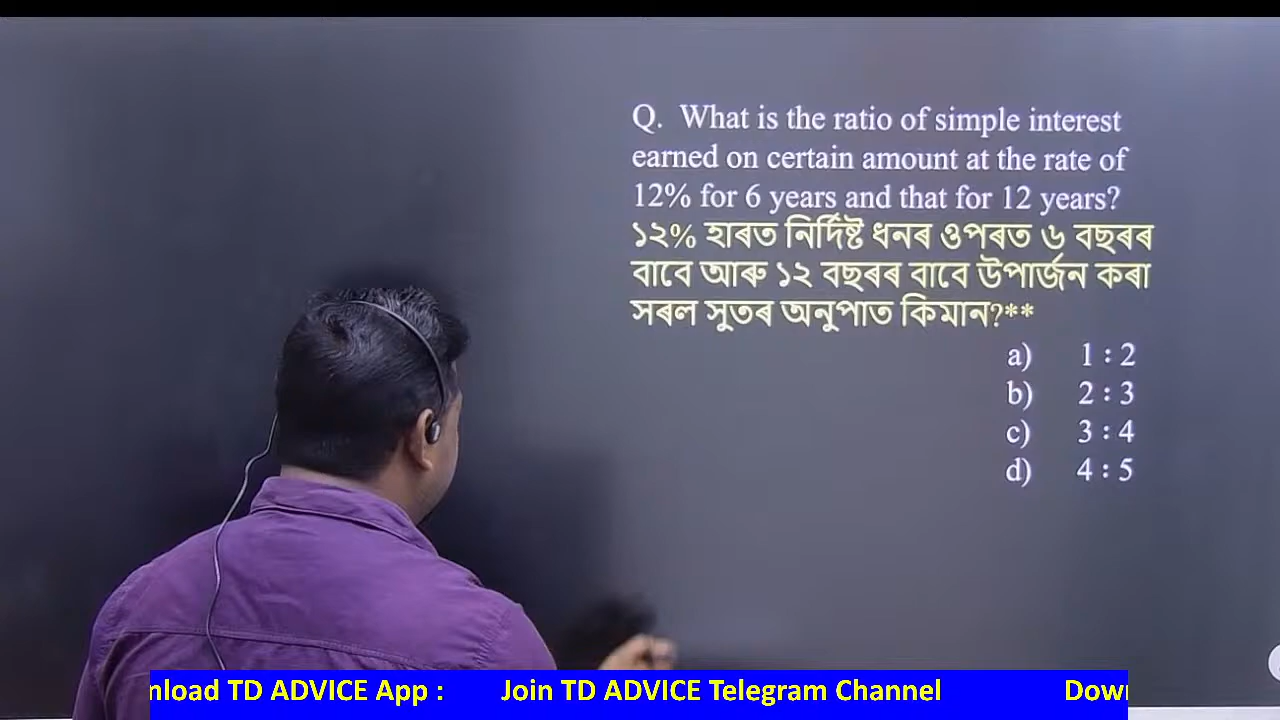 Q. What is the ratio of simple interest
earned on certain amount at the rate of
12% for 6 years and that for 12 years?
১২% হাৰত নিৰ্দিষ্ট ধনৰ ওপৰত ৬ বছৰৰ
বাবে আৰু ১২ বছৰৰ বাবে উপাৰ্জন কৰা
সৰল সুতৰ অনুপাত কিমান?**
a) 1 : 2
b) 2 : 3
c) 3 : 4
d) 4 : 5
nload TD ADVICE App : Join TD ADVICE Telegram Channel Down